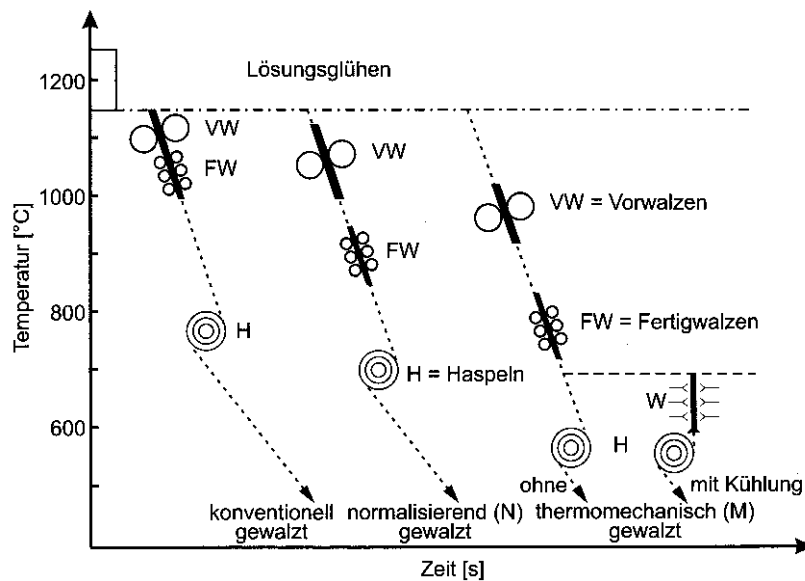 Temperatur [°C]
1200
1000
800
600
Lösungsglühen
VW
FW
H
VW
FW
H = Haspeln
VW = Vorwalzen
FW = Fertigwalzen
W
H
ohne
mit Kühlung
konventionell
gewalzt
normalisierend (N)
gewalzt
thermomechanisch (M)
gewalzt
Zeit [s]